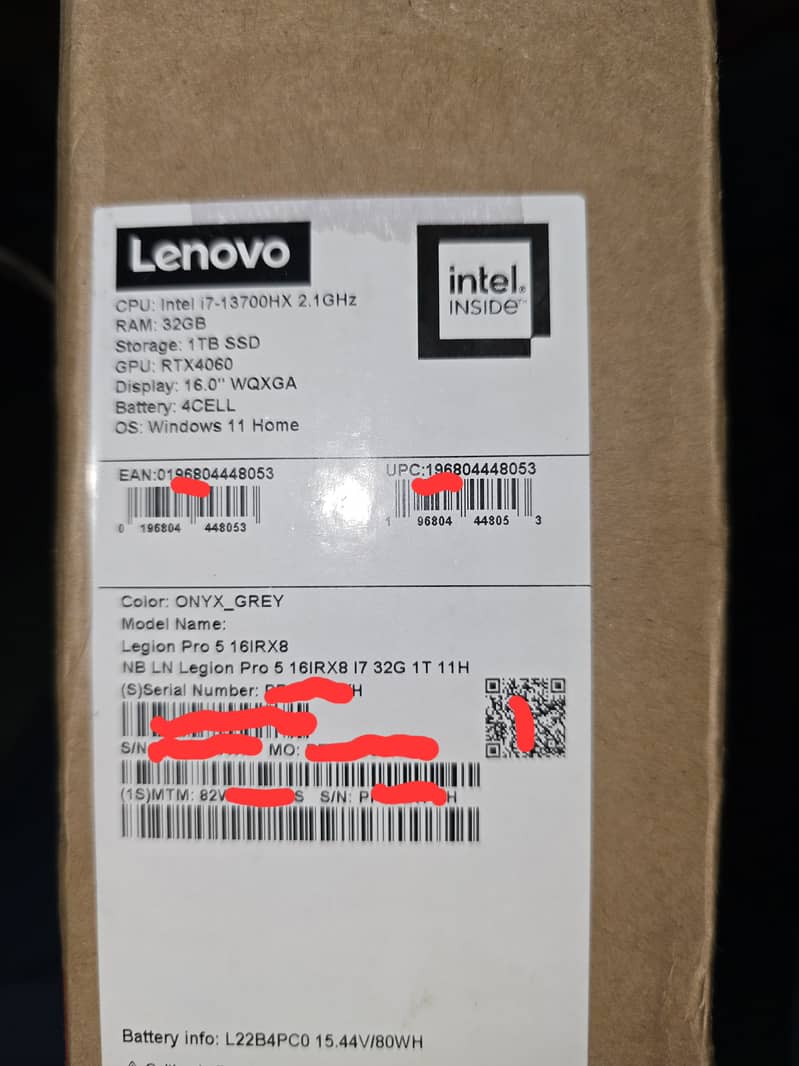 Lenovo
intel.
INSIDE™
CPU: Intel i7-13700HX 2.1GHz
RAM: 32GB
Storage: 1TB SSD
GPU: RTX4060
Display: 16.0" WQXGA
Battery: 4CELL
OS: Windows 11 Home
EAN:0196804448053
0 196804 448053
UPC:196804448053
1 96804 44805 3
Color: ONYX_GREY
Model Name:
Legion Pro 5 16IRX8
NB LN Legion Pro 5 16IRX8 I7 32G 1T 11H
(S)Serial Number:
S/N MO:
(1S)MTM: S/N:
Battery info: L22B4PC0 15.44V/80WH